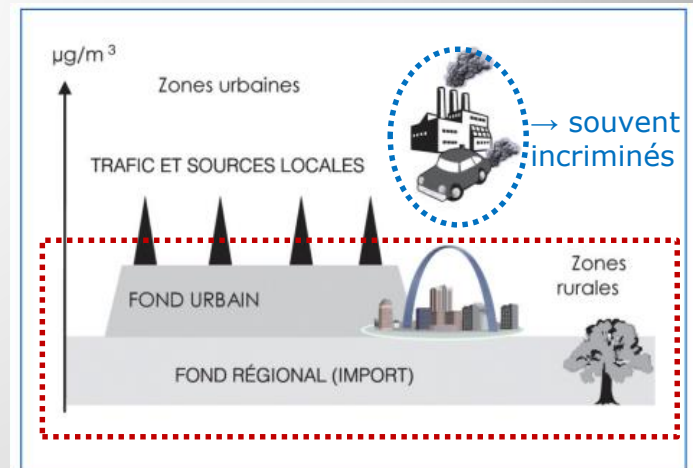 µg/m³
Zones urbaines
→ souvent
incriminés
TRAFIC ET SOURCES LOCALES
FOND URBAIN
Zones
rurales
FOND RÉGIONAL (IMPORT)